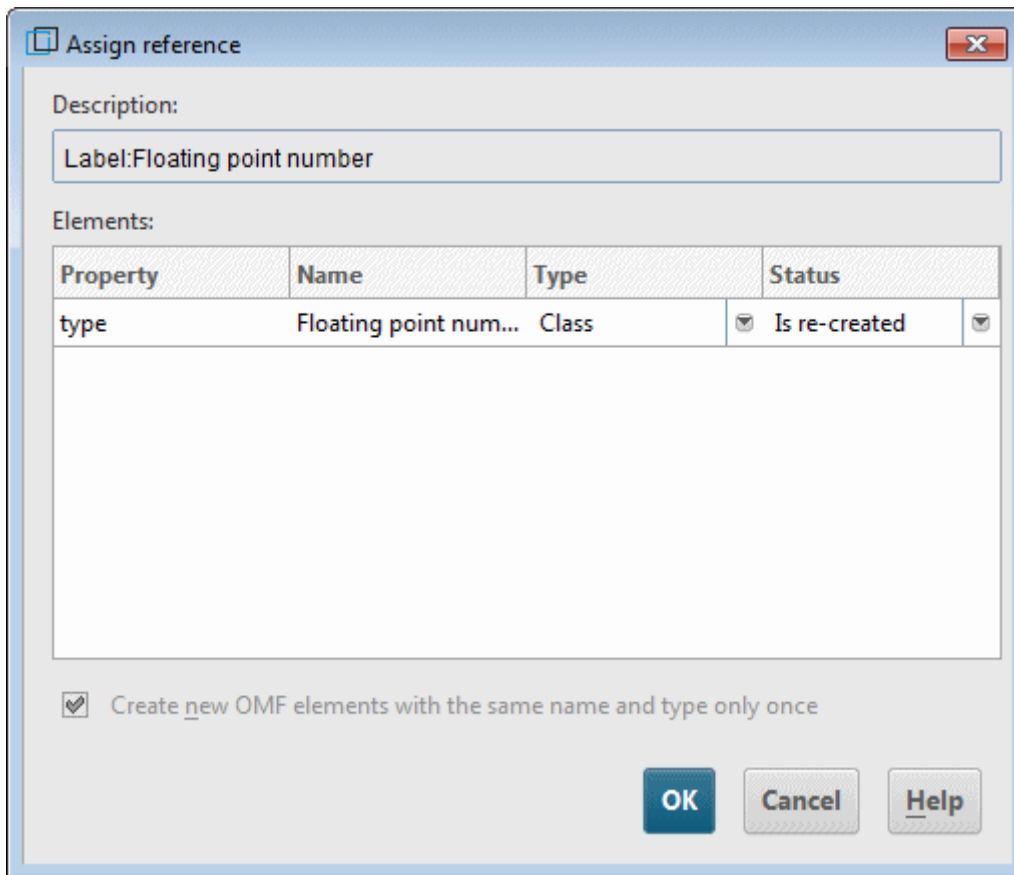 Assign reference
Description:
Label:Floating point number
Elements:
Property Name Type Status
type Floating point num... Class Is re-created
Create new OMF elements with the same name and type only once
OK Cancel Help